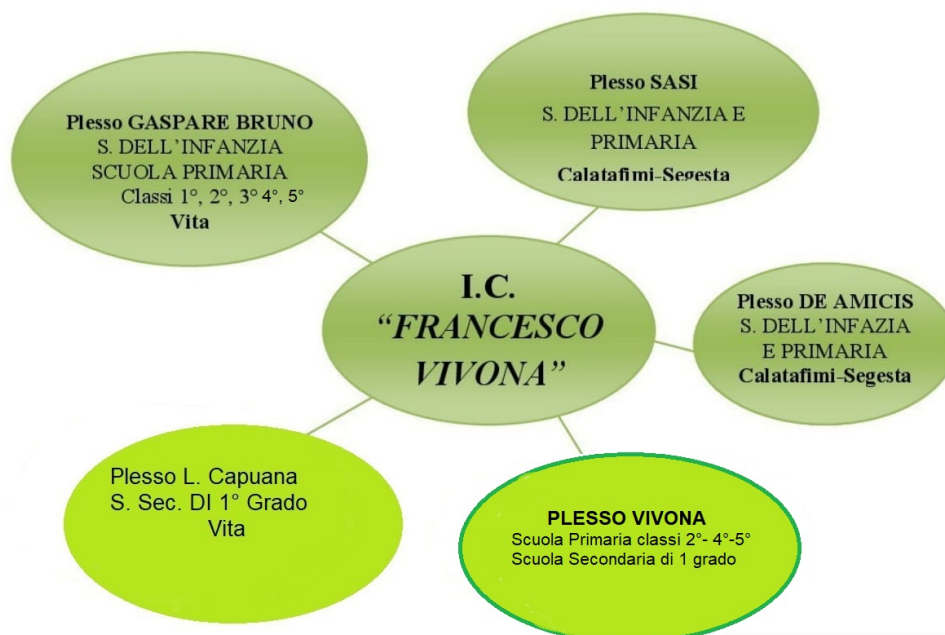 Plesso GASPARE BRUNO
S. DELL'INFANZIA
SCUOLA PRIMARIA
Classi 1°, 2°, 3° 4°, 5°
Vita
Plesso SASI
S. DELL'INFANZIA E
PRIMARIA
Calatafimi-Segesta
I.C.
“FRANCESCO
VIVONA”
Plesso DE AMICIS
S. DELL'INFAZIA
E PRIMARIA
Calatafimi-Segesta
Plesso L. Capuana
S. Sec. DI 1° Grado
Vita
PLESSO VIVONA
Scuola Primaria classi 2°- 4°-5°
Scuola Secondaria di 1 grado